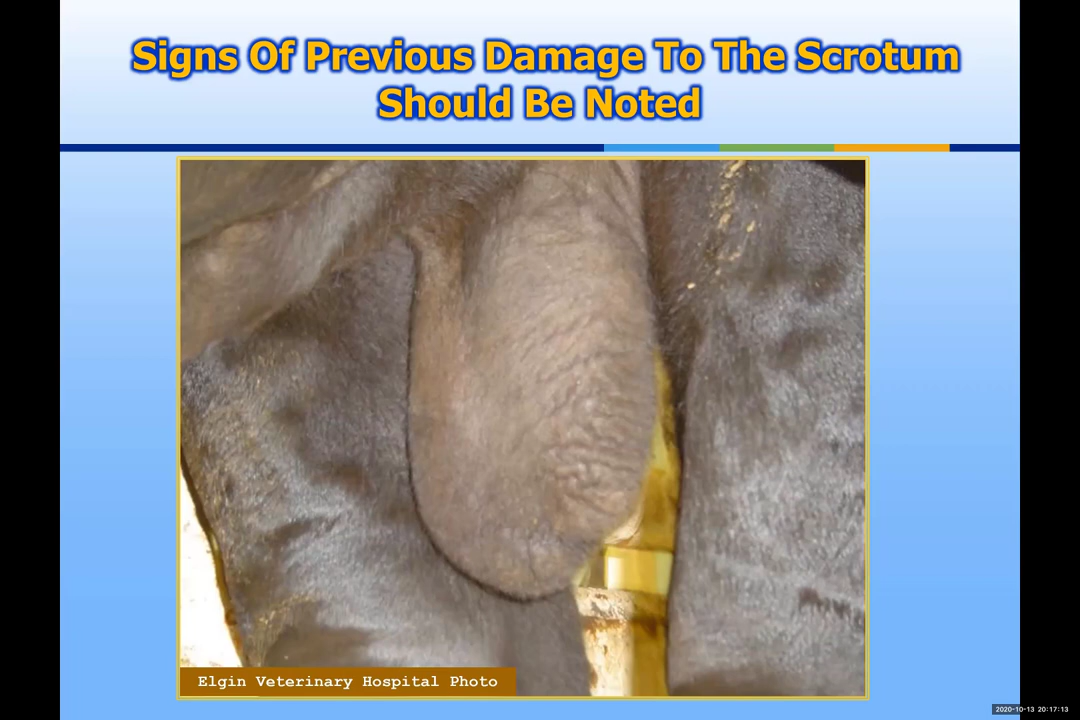 Signs Of Previous Damage To The Scrotum
Should Be Noted
Elgin Veterinary Hospital Photo
2020-10-13 20:17:13